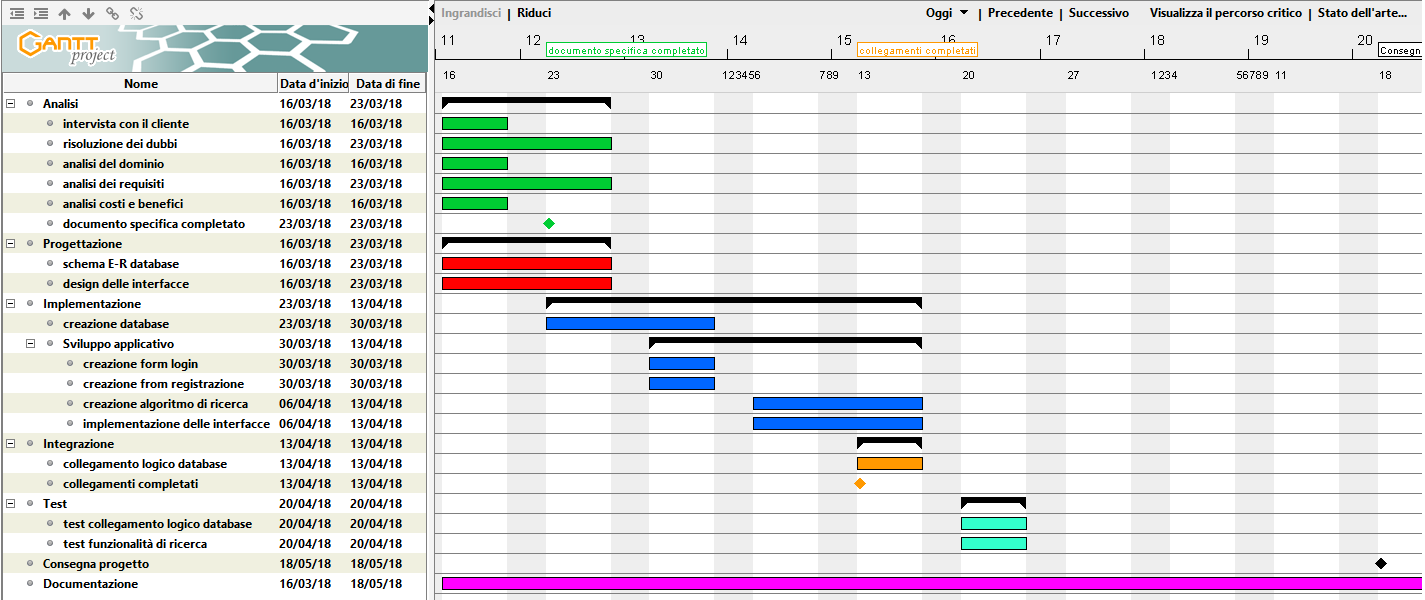 Ingrandisci | Riduci
Oggi | Precedente | Successivo Visualizza il percorso critico | Stato dell'arte...
GANTT project
11 12 13 14 15 16 17 18 19 20
documento specifica completato collegamenti completati Consegn
16 23 30 123456 789 13 20 27 1234 56789 11 18
Nome Data d'inizio Data di fine
Analisi 16/03/18 23/03/18
intervista con il cliente 16/03/18 16/03/18
risoluzione dei dubbi 16/03/18 23/03/18
analisi del dominio 16/03/18 16/03/18
analisi dei requisiti 16/03/18 23/03/18
analisi costi e benefici 16/03/18 16/03/18
documento specifica completato 23/03/18 23/03/18
Progettazione 16/03/18 23/03/18
schema E-R database 16/03/18 23/03/18
design delle interfacce 16/03/18 23/03/18
Implementazione 23/03/18 13/04/18
creazione database 23/03/18 30/03/18
Sviluppo applicativo 30/03/18 13/04/18
creazione form login 30/03/18 30/03/18
creazione from registrazione 30/03/18 30/03/18
creazione algoritmo di ricerca 06/04/18 13/04/18
implementazione delle interfacce 06/04/18 13/04/18
Integrazione 13/04/18 13/04/18
collegamento logico database 13/04/18 13/04/18
collegamenti completati 13/04/18 13/04/18
Test 20/04/18 20/04/18
test collegamento logico database 20/04/18 20/04/18
test funzionalità di ricerca 20/04/18 20/04/18
Consegna progetto 18/05/18 18/05/18
Documentazione 16/03/18 18/05/18